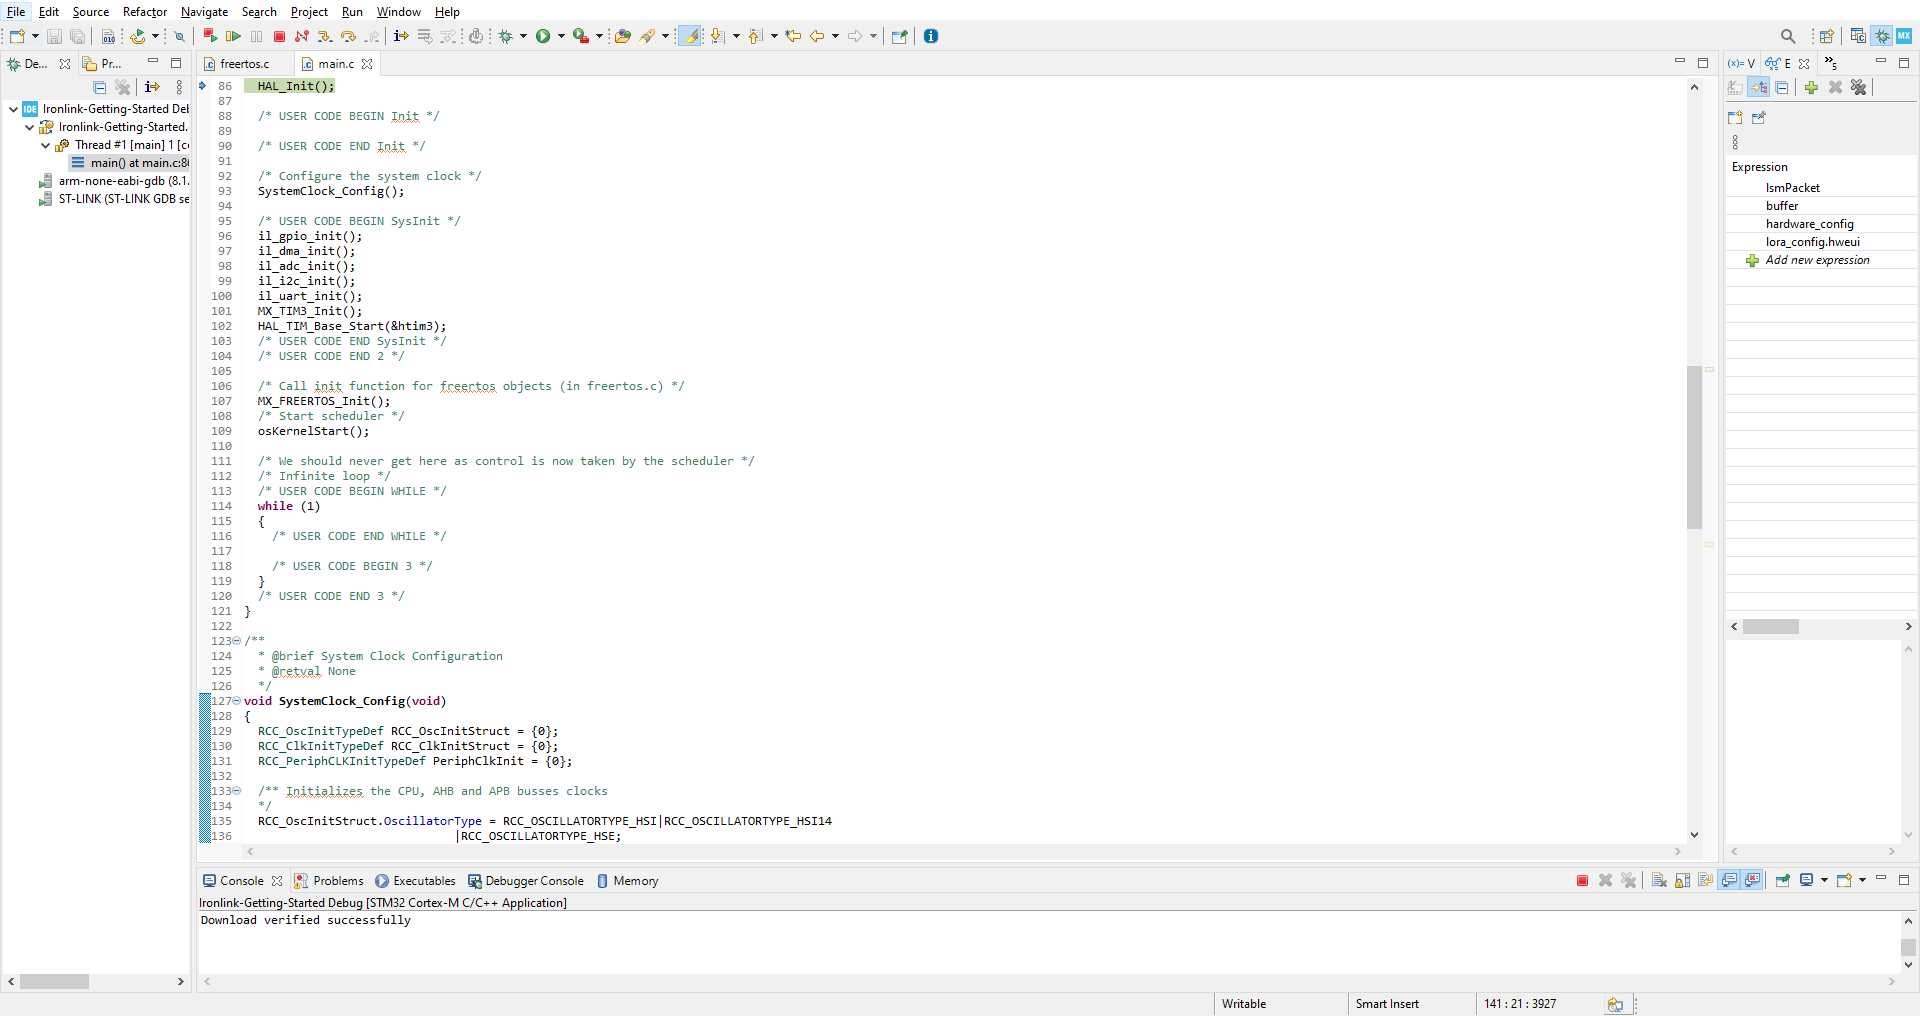 File Edit Source Refactor Navigate Search Project Run Window Help
De... Pr...
Ironlink-Getting-Started Del
Ironlink-Getting-Started.
Thread #1 [main] 1 [c
main() at main.c:8
arm-none-eabi-gdb (8.1.
ST-LINK (ST-LINK GDB se
freertos.c main.c
86 HAL_Init();
87
88 /* USER CODE BEGIN Init */
89
90 /* USER CODE END Init */
91
92 /* Configure the system clock */
93 SystemClock_Config();
94
95 /* USER CODE BEGIN SysInit */
96 il_gpio_init();
97 il_dma_init();
98 il_adc_init();
99 il_i2c_init();
100 il_uart_init();
101 MX_TIM3_Init();
102 HAL_TIM_Base_Start(&htim3);
103 /* USER CODE END SysInit */
104 /* USER CODE END 2 */
105
106 /* Call init function for freertos objects (in freertos.c) */
107 MX_FREERTOS_Init();
108 /* Start scheduler */
109 osKernelStart();
110
111 /* We should never get here as control is now taken by the scheduler */
112 /* Infinite loop */
113 /* USER CODE BEGIN WHILE */
114 while (1)
115 {
116 /* USER CODE END WHILE */
117
118 /* USER CODE BEGIN 3 */
119 }
120 /* USER CODE END 3 */
121 }
122
123 /**
124 * @brief System Clock Configuration
125 * @retval None
126 */
127 void SystemClock_Config(void)
128 {
129 RCC_OscInitTypeDef RCC_OscInitStruct = {0};
130 RCC_ClkInitTypeDef RCC_ClkInitStruct = {0};
131 RCC_PeriphCLKInitTypeDef PeriphClkInit = {0};
132
133 /** Initializes the CPU, AHB and APB busses clocks
134 */
135 RCC_OscInitStruct.OscillatorType = RCC_OSCILLATORTYPE_HSI|RCC_OSCILLATORTYPE_HSI14
136 |RCC_OSCILLATORTYPE_HSE;
(x)= V E »5
Expression
lsmPacket
buffer
hardware_config
lora_config.hweui
Add new expression
Console Problems Executables Debugger Console Memory
Ironlink-Getting-Started Debug [STM32 Cortex-M C/C++ Application]
Download verified successfully
Writable Smart Insert 141 : 21 : 3927